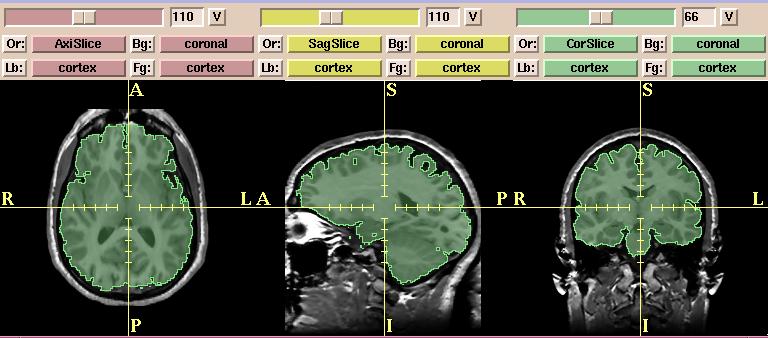 110 V 110 V 66 V
Or: AxiSlice Bg: coronal Or: SagSlice Bg: coronal Or: CorSlice Bg: coronal
Lb: cortex Fg: cortex Lb: cortex Fg: cortex Lb: cortex Fg: cortex
A S S
R L A P R L
P I I